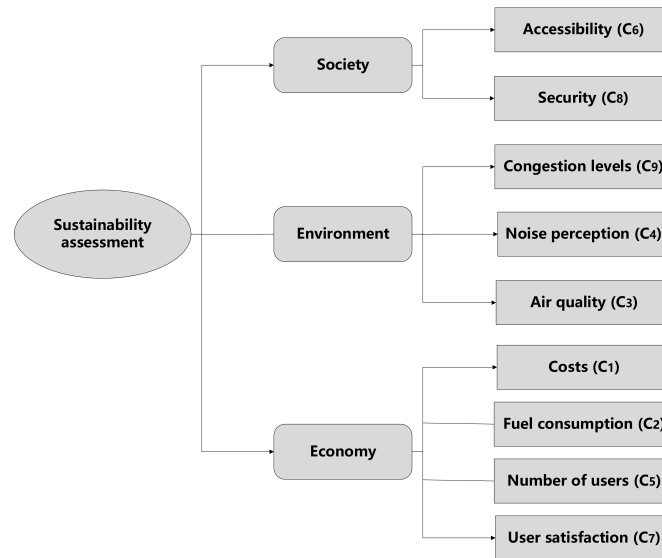 Sustainability
assessment
Society
Accessibility (C6)
Security (C8)
Environment
Congestion levels (C9)
Noise perception (C4)
Air quality (C3)
Economy
Costs (C1)
Fuel consumption (C2)
Number of users (C5)
User satisfaction (C7)